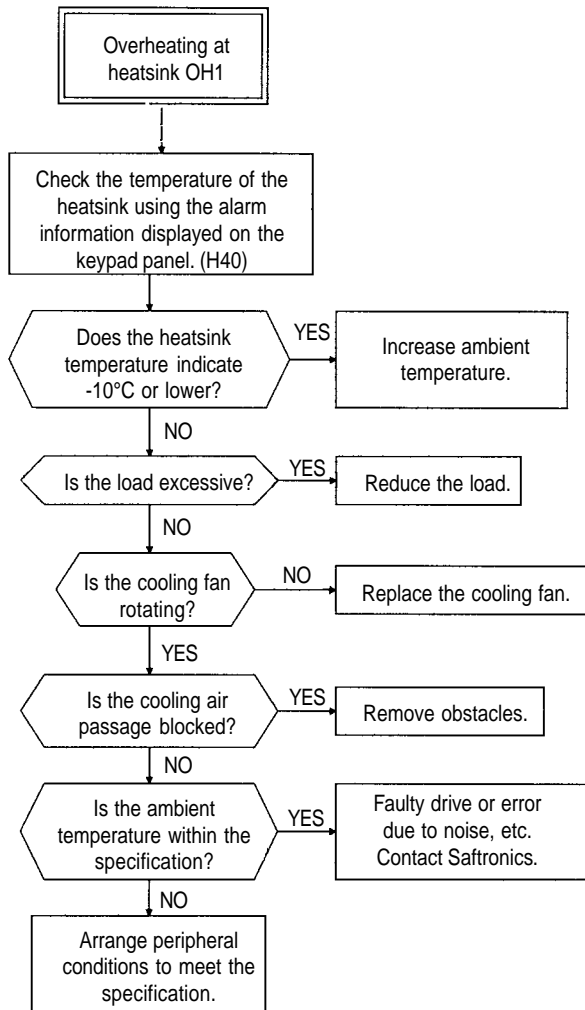 Overheating at
heatsink OH1
Check the temperature of the
heatsink using the alarm
information displayed on the
keypad panel. (H40)
Does the heatsink
temperature indicate
-10°C or lower?
YES
Increase ambient
temperature.
NO
Is the load excessive?
YES
Reduce the load.
NO
Is the cooling fan
rotating?
NO
Replace the cooling fan.
YES
Is the cooling air
passage blocked?
YES
Remove obstacles.
NO
Is the ambient
temperature within the
specification?
YES
Faulty drive or error
due to noise, etc.
Contact Saftronics.
NO
Arrange peripheral
conditions to meet the
specification.